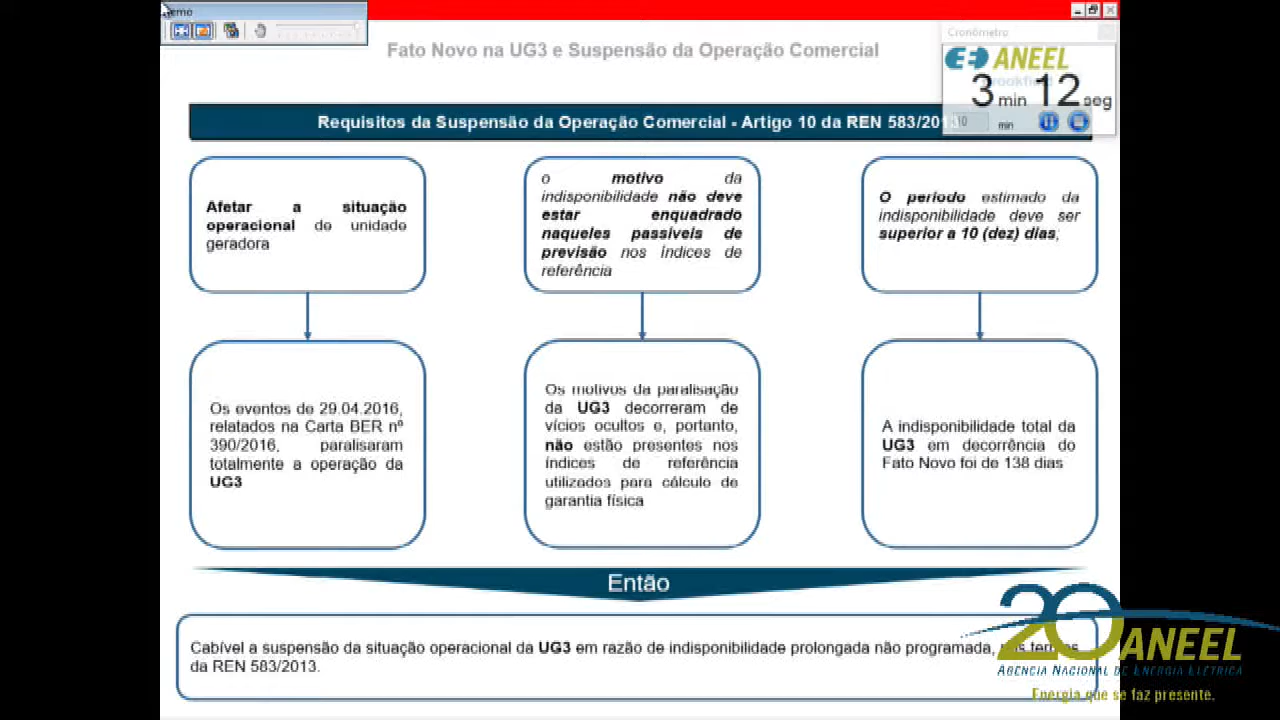 emo
Fato Novo na UG3 e Suspensão da Operação Comercial
Cronômetro
ANEEL
3 min 12 seg
10 min
Requisitos da Suspensão da Operação Comercial - Artigo 10 da REN 583/2013
Afetar a situação
operacional de unidade
geradora
o motivo da
indisponibilidade não deve
estar enquadrado
naqueles passíveis de
previsão nos índices de
referência
O período estimado da
indisponibilidade deve ser
superior a 10 (dez) dias;
Os eventos de 29.04.2016,
relatados na Carta BER nº
390/2016, paralisaram
totalmente a operação da
UG3
Os motivos da paralisação
da UG3 decorreram de
vícios ocultos e, portanto,
não estão presentes nos
índices de referência
utilizados para cálculo de
garantia física
A indisponibilidade total da
UG3 em decorrência do
Fato Novo foi de 138 dias
Então
Cabível a suspensão da situação operacional da UG3 em razão de indisponibilidade prolongada não programada,
da REN 583/2013.
20 ANEEL
AGÊNCIA NACIONAL DE ENERGIA ELÉTRICA
Energia que se faz presente.